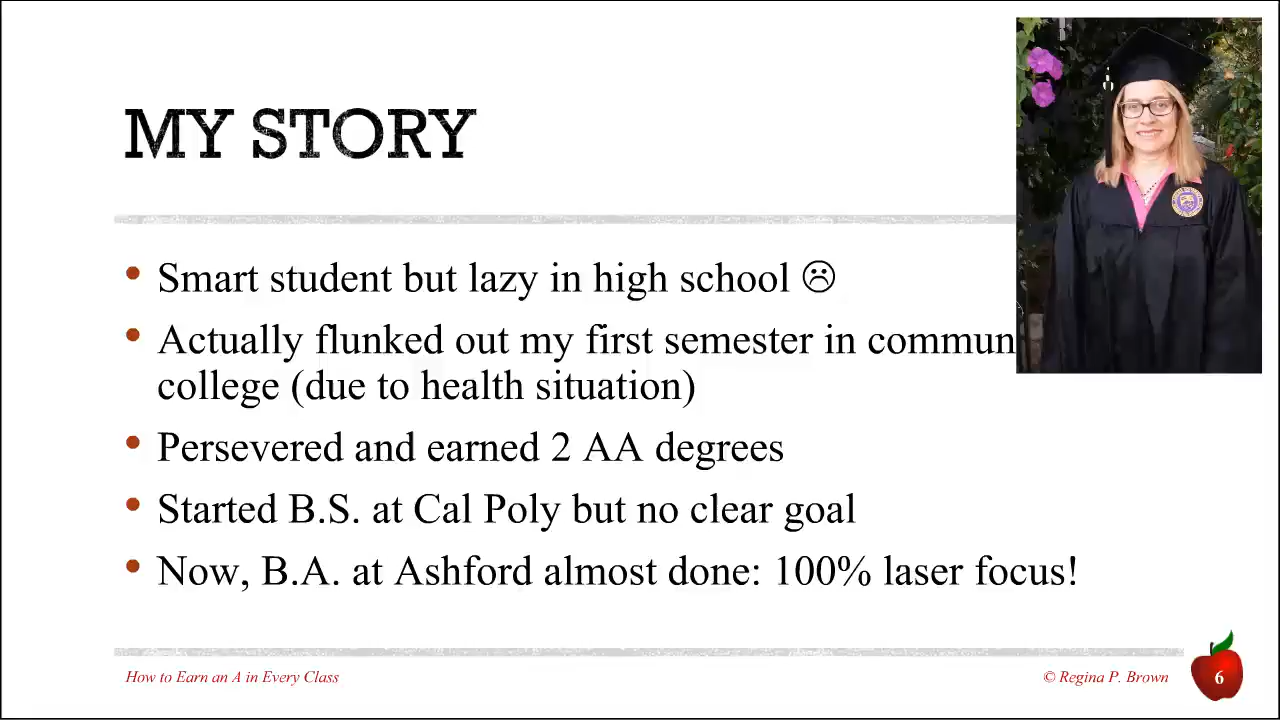 MY STORY
• Smart student but lazy in high school ☹
• Actually flunked out my first semester in commun
college (due to health situation)
• Persevered and earned 2 AA degrees
• Started B.S. at Cal Poly but no clear goal
• Now, B.A. at Ashford almost done: 100% laser focus!
How to Earn an A in Every Class
© Regina P. Brown
6